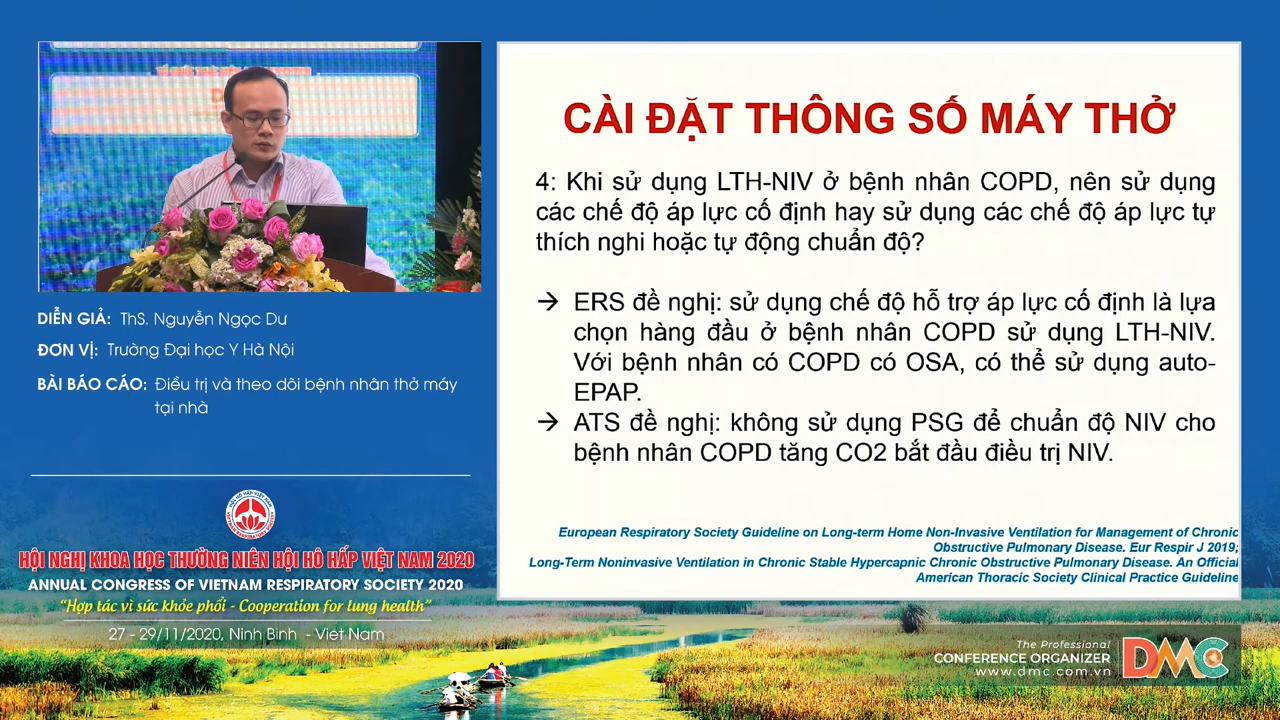 CÀI ĐẶT THÔNG SỐ MÁY THỞ
4: Khi sử dụng LTH-NIV ở bệnh nhân COPD, nên sử dụng
các chế độ áp lực cố định hay sử dụng các chế độ áp lực tự
thích nghi hoặc tự động chuẩn độ?
→ ERS đề nghị: sử dụng chế độ hỗ trợ áp lực cố định là lựa
chọn hàng đầu ở bệnh nhân COPD sử dụng LTH-NIV.
Với bệnh nhân có COPD có OSA, có thể sử dụng auto-
EPAP.
→ ATS đề nghị: không sử dụng PSG để chuẩn độ NIV cho
bệnh nhân COPD tăng CO2 bắt đầu điều trị NIV.
European Respiratory Society Guideline on Long-term Home Non-Invasive Ventilation for Management of Chronic
Obstructive Pulmonary Disease. Eur Respir J 2019;
Long-Term Noninvasive Ventilation in Chronic Stable Hypercapnic Chronic Obstructive Pulmonary Disease. An Official
American Thoracic Society Clinical Practice Guideline
DIỄN GIẢ: ThS. Nguyễn Ngọc Dư
ĐƠN VỊ: Trường Đại học Y Hà Nội
BÀI BÁO CÁO: Điều trị và theo dõi bệnh nhân thở máy
tại nhà
HỘI NGHỊ KHOA HỌC THƯỜNG NIÊN HỘI HÔ HẤP VIỆT NAM 2020
ANNUAL CONGRESS OF VIETNAM RESPIRATORY SOCIETY 2020
“Hợp tác vì sức khỏe phổi - Cooperation for lung health”
27 - 29/11/2020, Ninh Binh - Viet Nam
The Professional
CONFERENCE ORGANIZER
www.dmc.com.vn
DMC